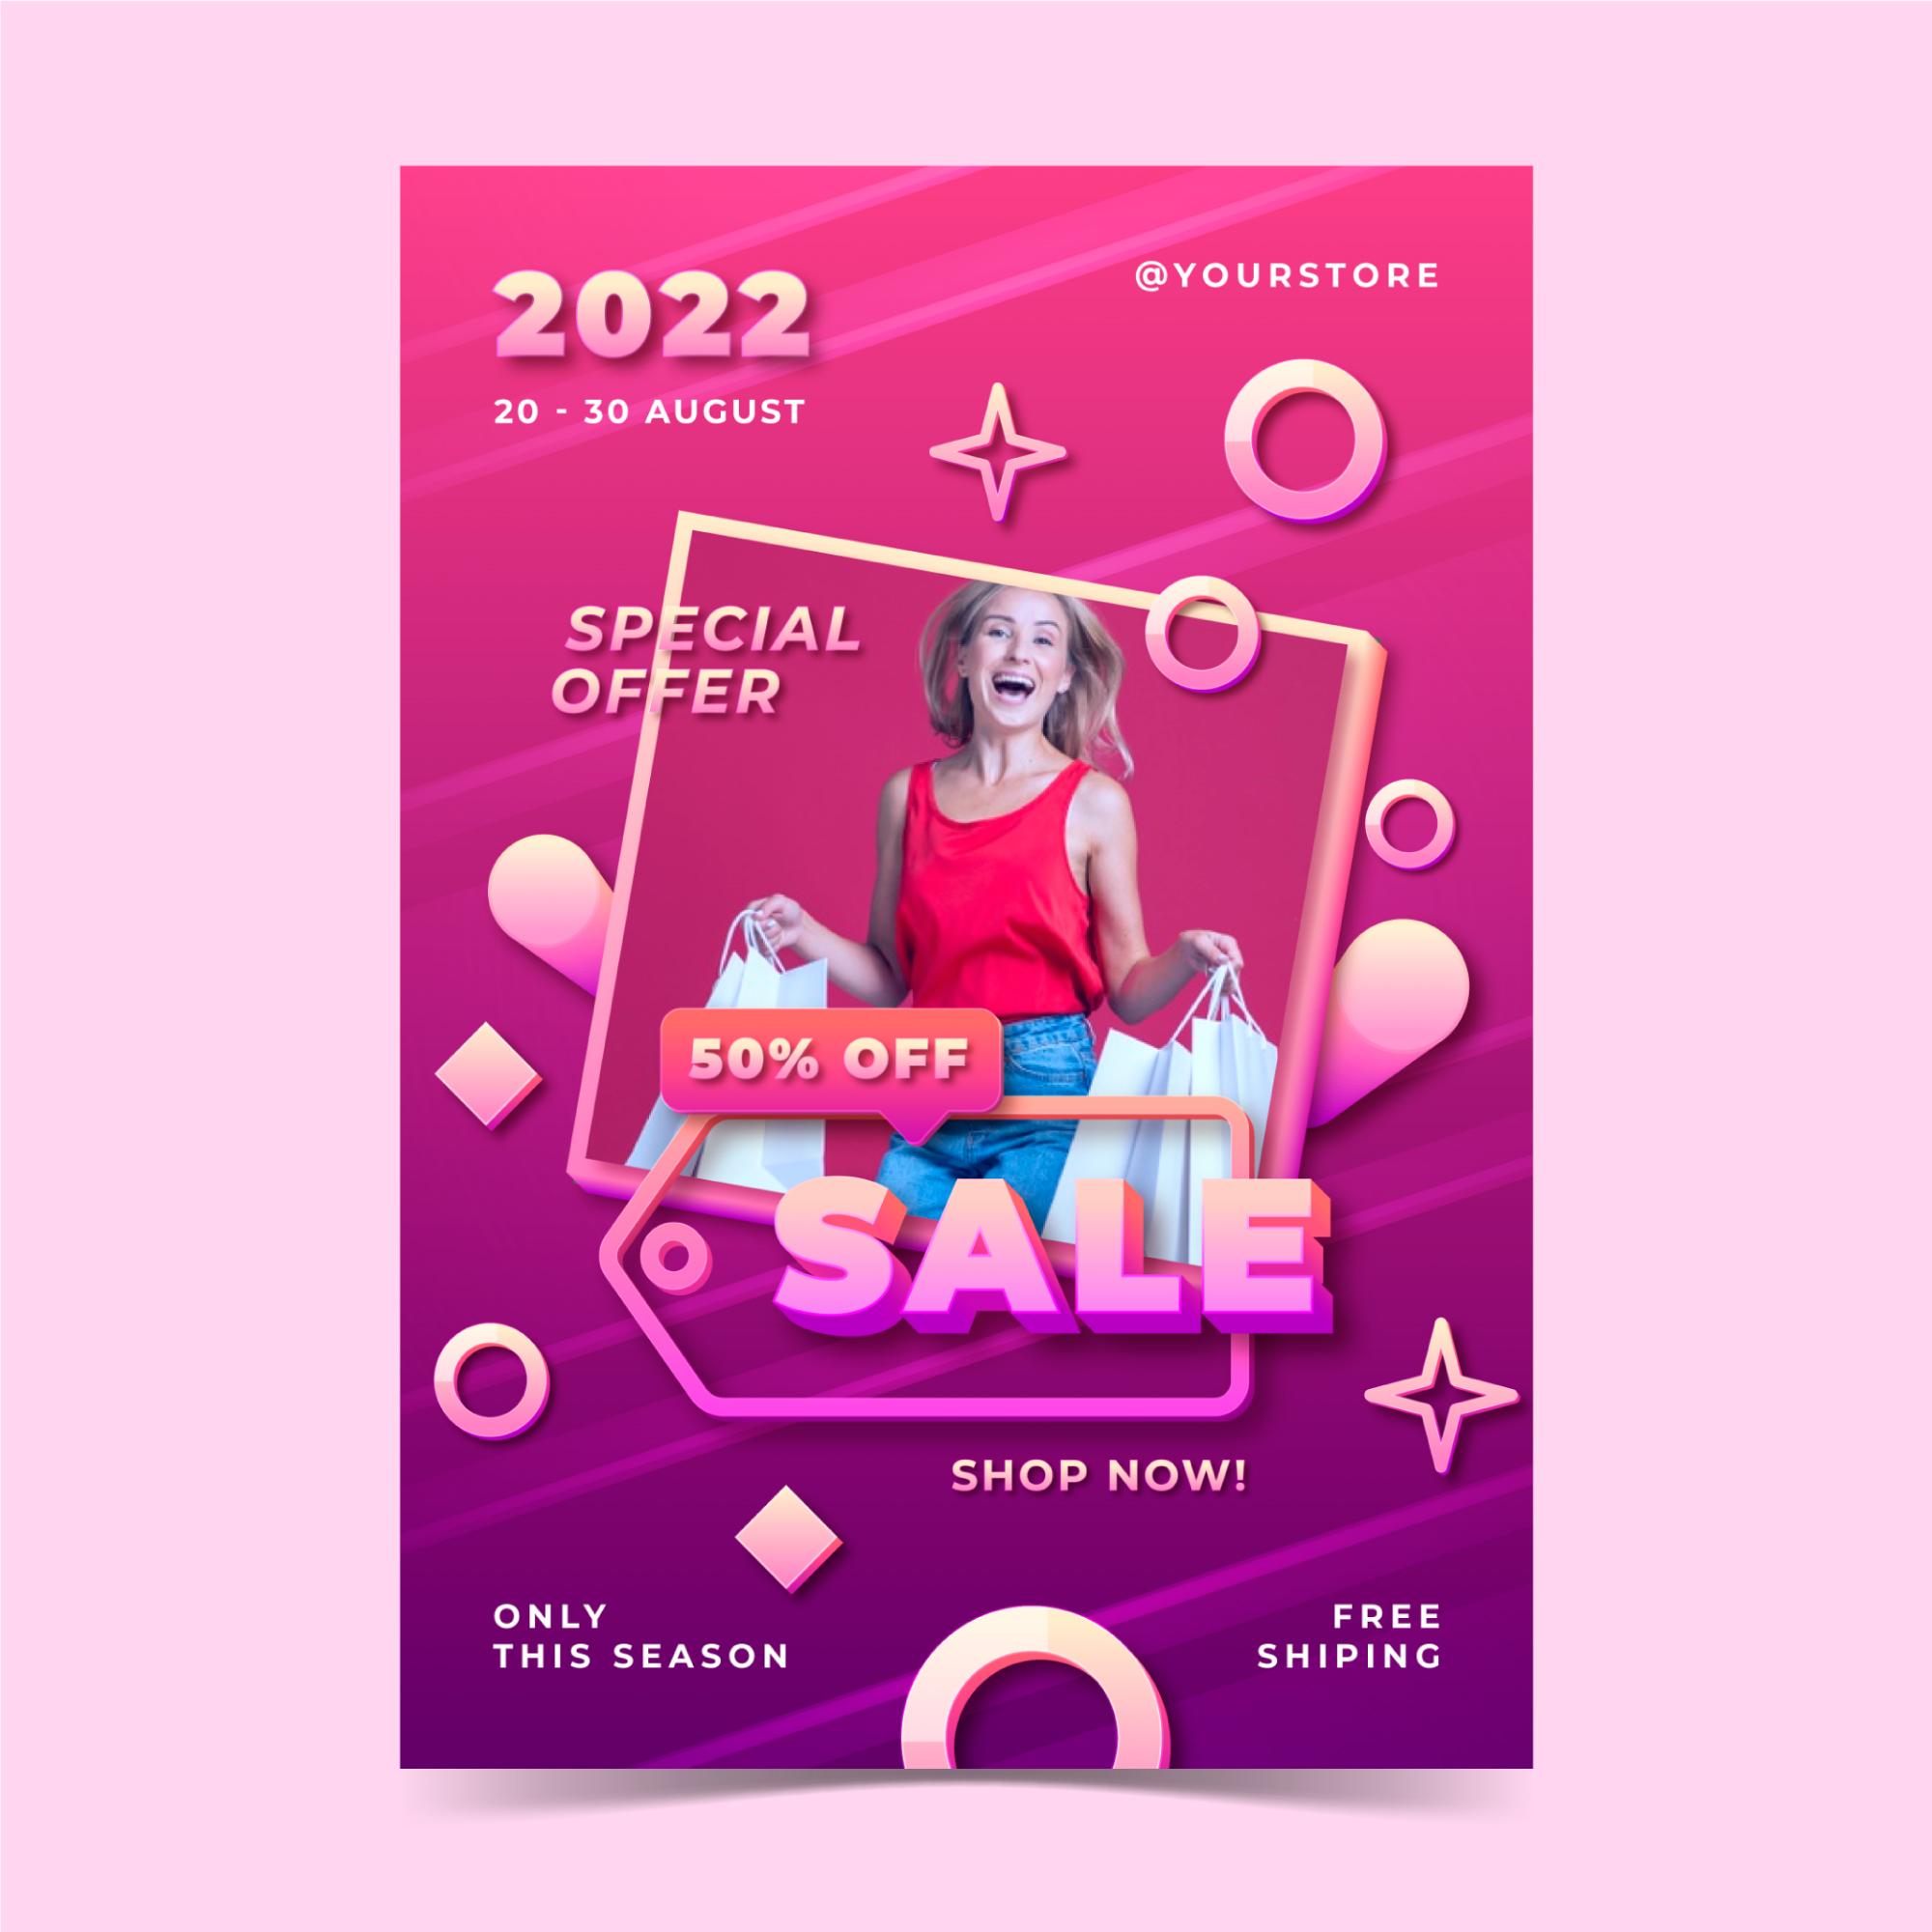 2022
@YOURSTORE
20 - 30 AUGUST
SPECIAL
OFFER
50% OFF
SALE
SHOP NOW!
ONLY
THIS SEASON
FREE
SHIPING